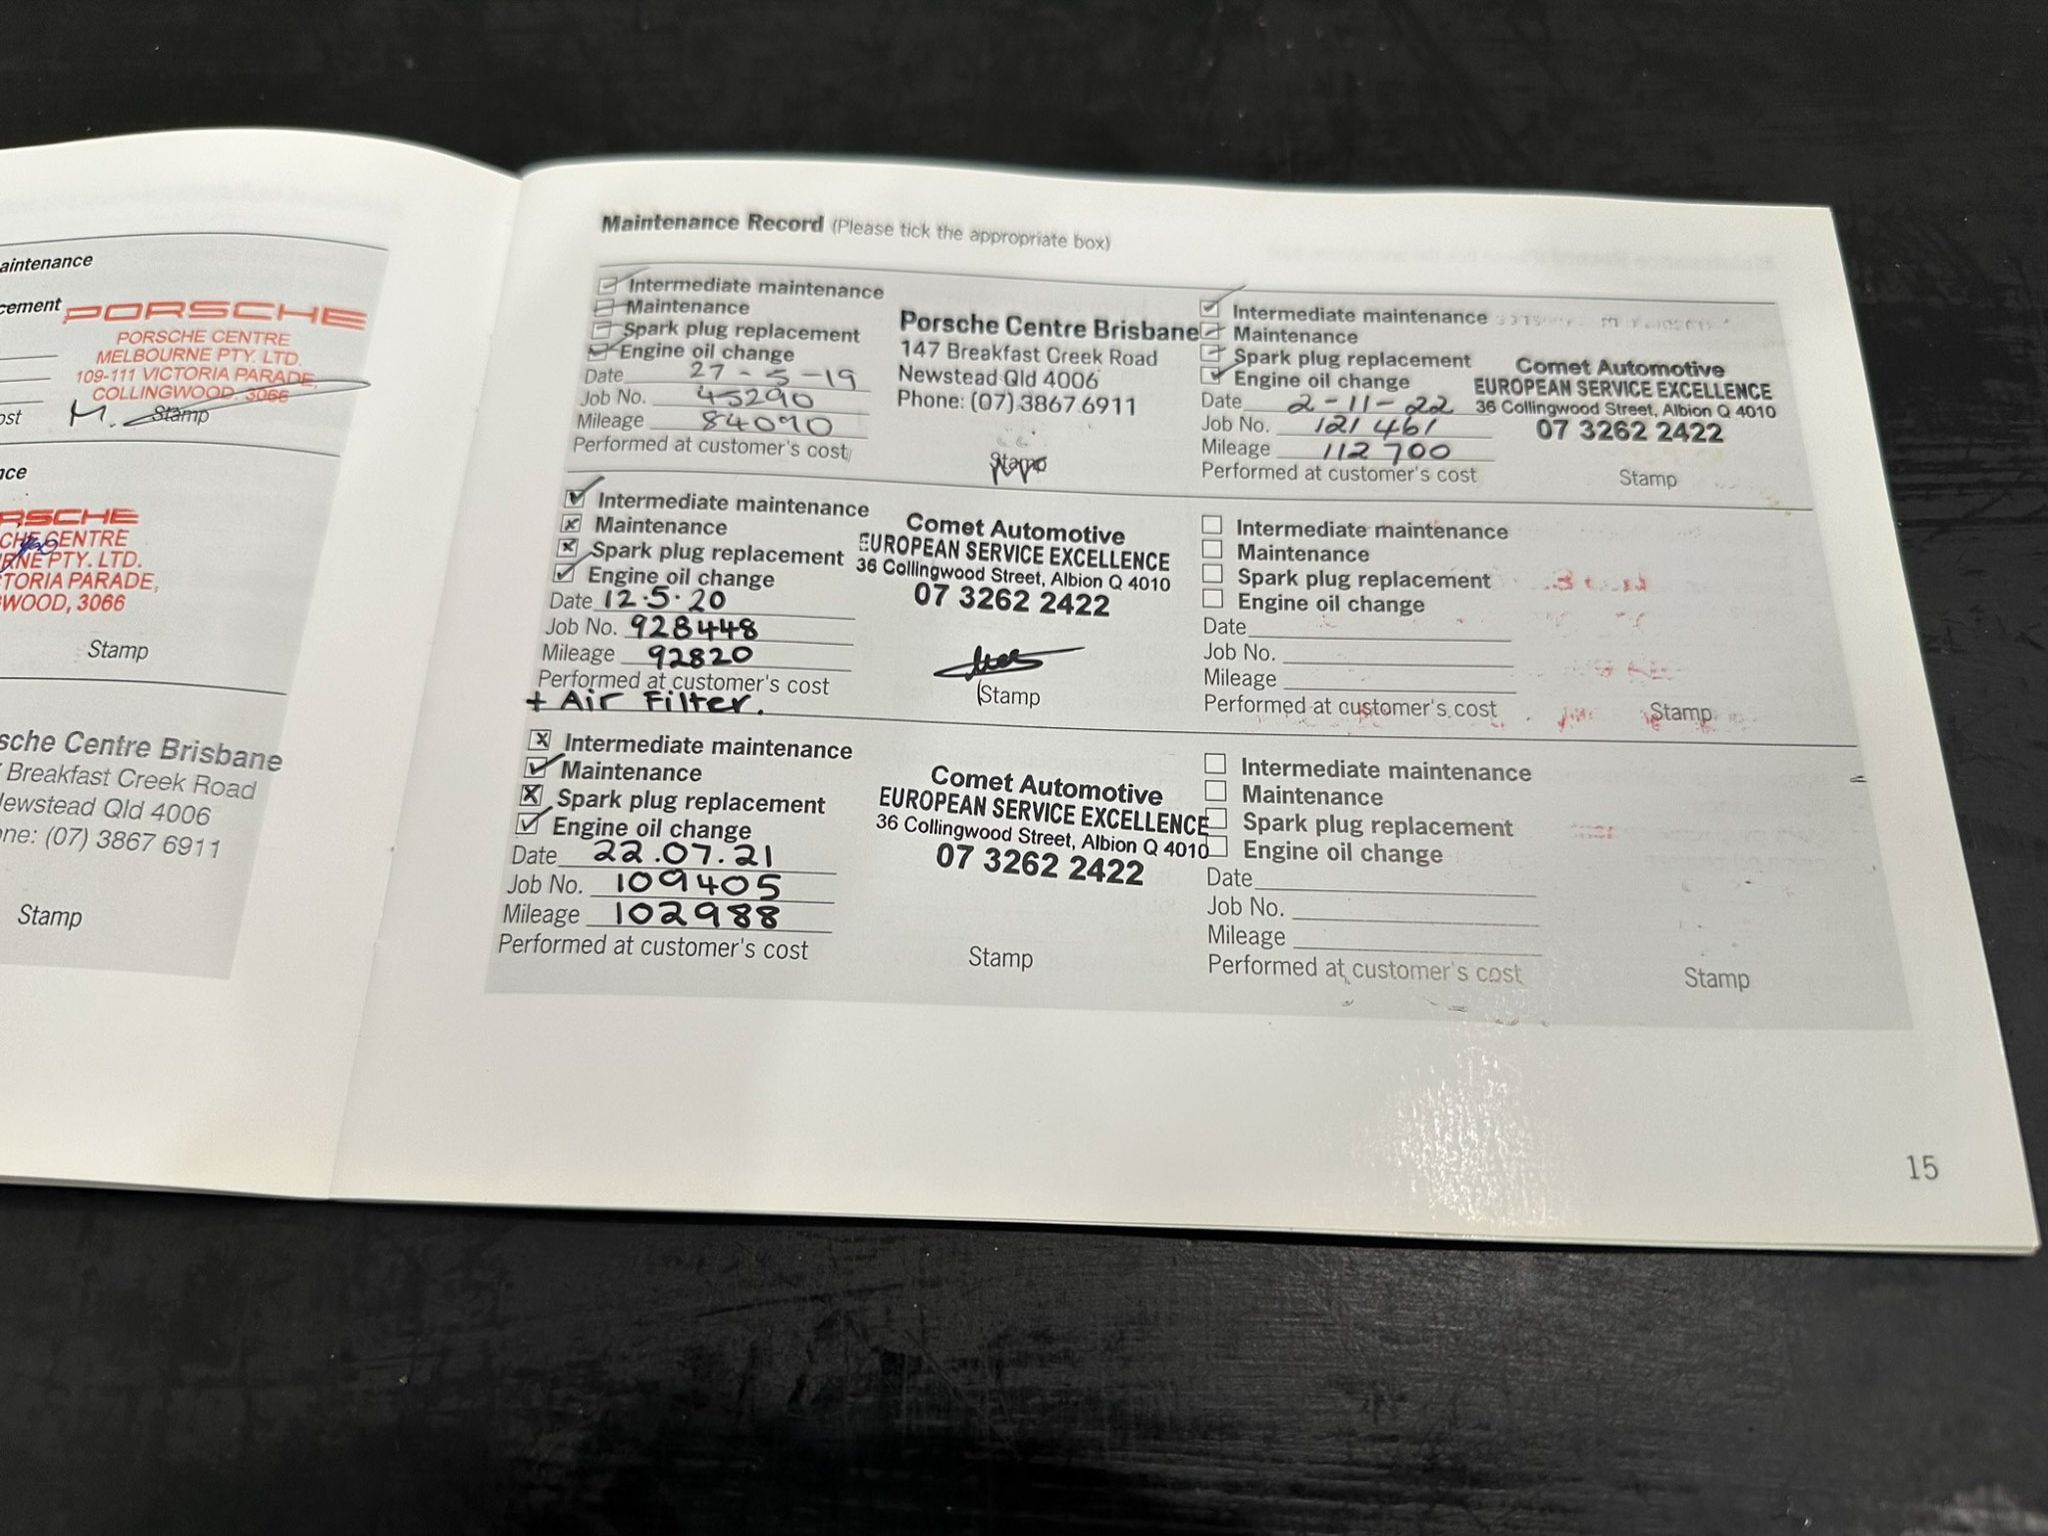 aintenance
cement
PORSCHE
PORSCHE CENTRE
MELBOURNE PTY. LTD.
109-111 VICTORIA PARADE,
COLLINGWOOD. 3066
ost
M.
Stamp
nce
RSCHE
CHE CENTRE
RNE PTY. LTD.
TORIA PARADE,
WOOD, 3066
Stamp
sche Centre Brisbane
Breakfast Creek Road
ewstead Qld 4006
one: (07) 3867 6911
Stamp
Maintenance Record (Please tick the appropriate box)
Intermediate maintenance
Maintenance
Spark plug replacement
Engine oil change
Date 27-5-19
Job No. 45290
Mileage 84090
Performed at customer's cost
Porsche Centre Brisbane
147 Breakfast Creek Road
Newstead Qld 4006
Phone: (07) 3867 6911
Stamp
Intermediate maintenance
Maintenance
Spark plug replacement
Engine oil change
Date 12.5.20
Job No. 928448
Mileage 92820
Performed at customer's cost
+ Air Filter.
Comet Automotive
EUROPEAN SERVICE EXCELLENCE
36 Collingwood Street, Albion Q 4010
07 3262 2422
Stamp
Intermediate maintenance
Maintenance
Spark plug replacement
Engine oil change
Date 22.07.21
Job No. 109405
Mileage 102988
Performed at customer's cost
Comet Automotive
EUROPEAN SERVICE EXCELLENCE
36 Collingwood Street, Albion Q 4010
07 3262 2422
Stamp
Intermediate maintenance
Maintenance
Spark plug replacement
Engine oil change
Date 2-11-22
Job No. 121461
Mileage 112700
Performed at customer's cost
Comet Automotive
EUROPEAN SERVICE EXCELLENCE
36 Collingwood Street, Albion Q 4010
07 3262 2422
Stamp
Intermediate maintenance
Maintenance
Spark plug replacement
Engine oil change
Date
Job No.
Mileage
Performed at customer's cost
Stamp
Intermediate maintenance
Maintenance
Spark plug replacement
Engine oil change
Date
Job No.
Mileage
Performed at customer's cost
Stamp
15